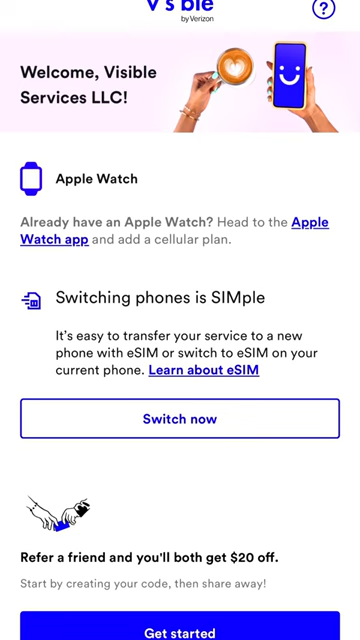 by Verizon
?
Welcome, Visible
Services LLC!
Apple Watch
Already have an Apple Watch? Head to the Apple
Watch app and add a cellular plan.
Switching phones is SIMple
It's easy to transfer your service to a new
phone with eSIM or switch to eSIM on your
current phone. Learn about eSIM
Switch now
Refer a friend and you'll both get $20 off.
Start by creating your code, then share away!
Get started